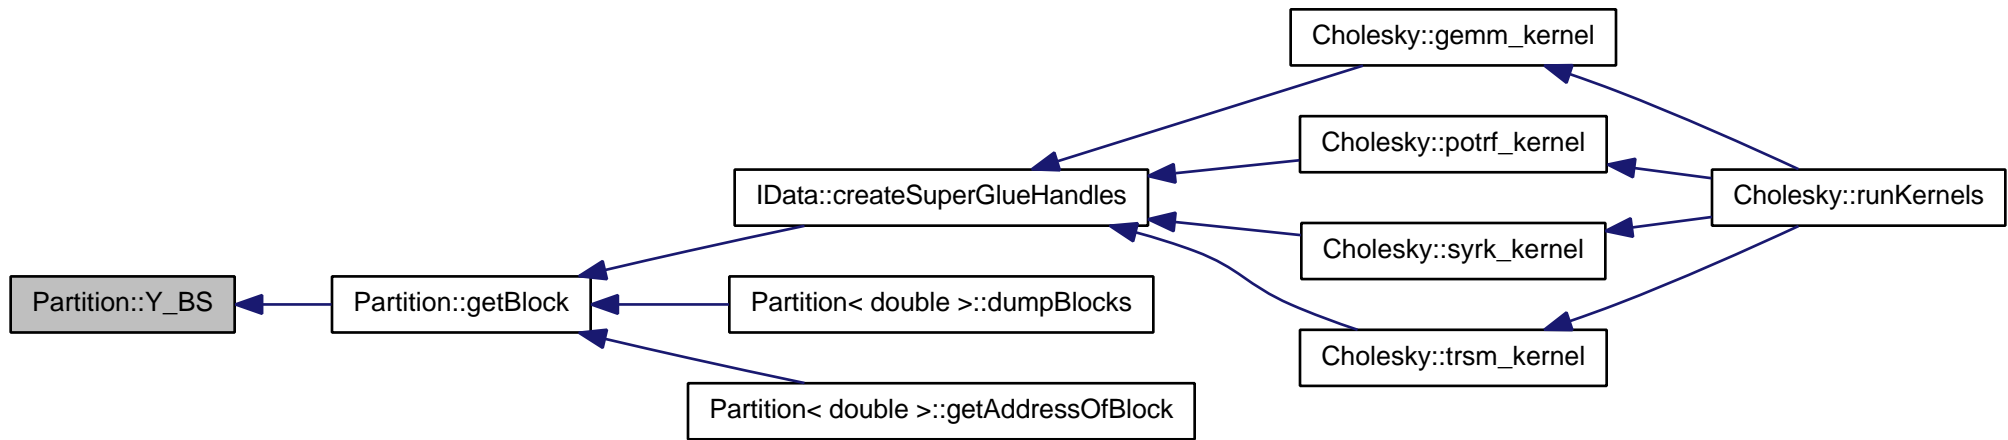 Cholesky::gemm_kernel
Cholesky::potrf_kernel
IData::createSuperGlueHandles
Cholesky::runKernels
Cholesky::syrk_kernel
Partition::Y_BS
Partition::getBlock
Partition< double >::dumpBlocks
Cholesky::trsm_kernel
Partition< double >::getAddressOfBlock